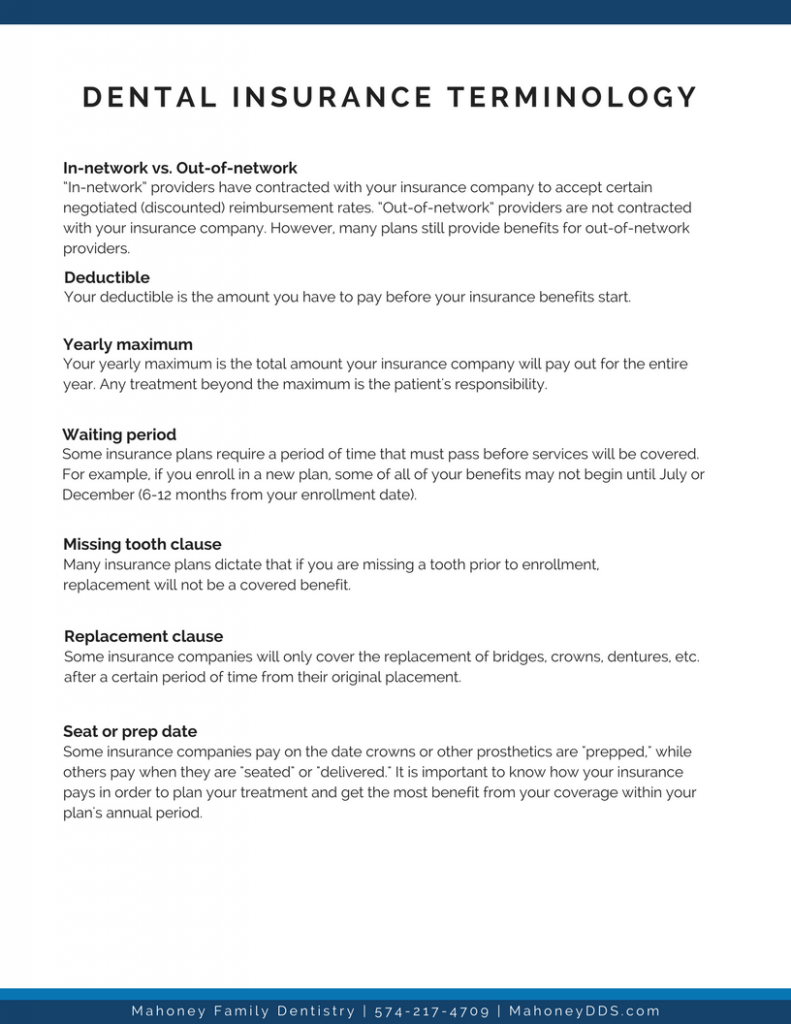 DENTAL INSURANCE TERMINOLOGY
In-network vs. Out-of-network
"In-network" providers have contracted with your insurance company to accept certain
negotiated (discounted) reimbursement rates. "Out-of-network" providers are not contracted
with your insurance company. However, many plans still provide benefits for out-of-network
providers.
Deductible
Your deductible is the amount you have to pay before your insurance benefits start.
Yearly maximum
Your yearly maximum is the total amount your insurance company will pay out for the entire
year. Any treatment beyond the maximum is the patient's responsibility.
Waiting period
Some insurance plans require a period of time that must pass before services will be covered.
For example, if you enroll in a new plan, some of all of your benefits may not begin until July or
December (6-12 months from your enrollment date).
Missing tooth clause
Many insurance plans dictate that if you are missing a tooth prior to enrollment,
replacement will not be a covered benefit.
Replacement clause
Some insurance companies will only cover the replacement of bridges, crowns, dentures, etc.
after a certain period of time from their original placement.
Seat or prep date
Some insurance companies pay on the date crowns or other prosthetics are "prepped," while
others pay when they are "seated" or "delivered." It is important to know how your insurance
pays in order to plan your treatment and get the most benefit from your coverage within your
plan's annual period.
Mahoney Family Dentistry | 574-217-4709 | MahoneyDDS.com